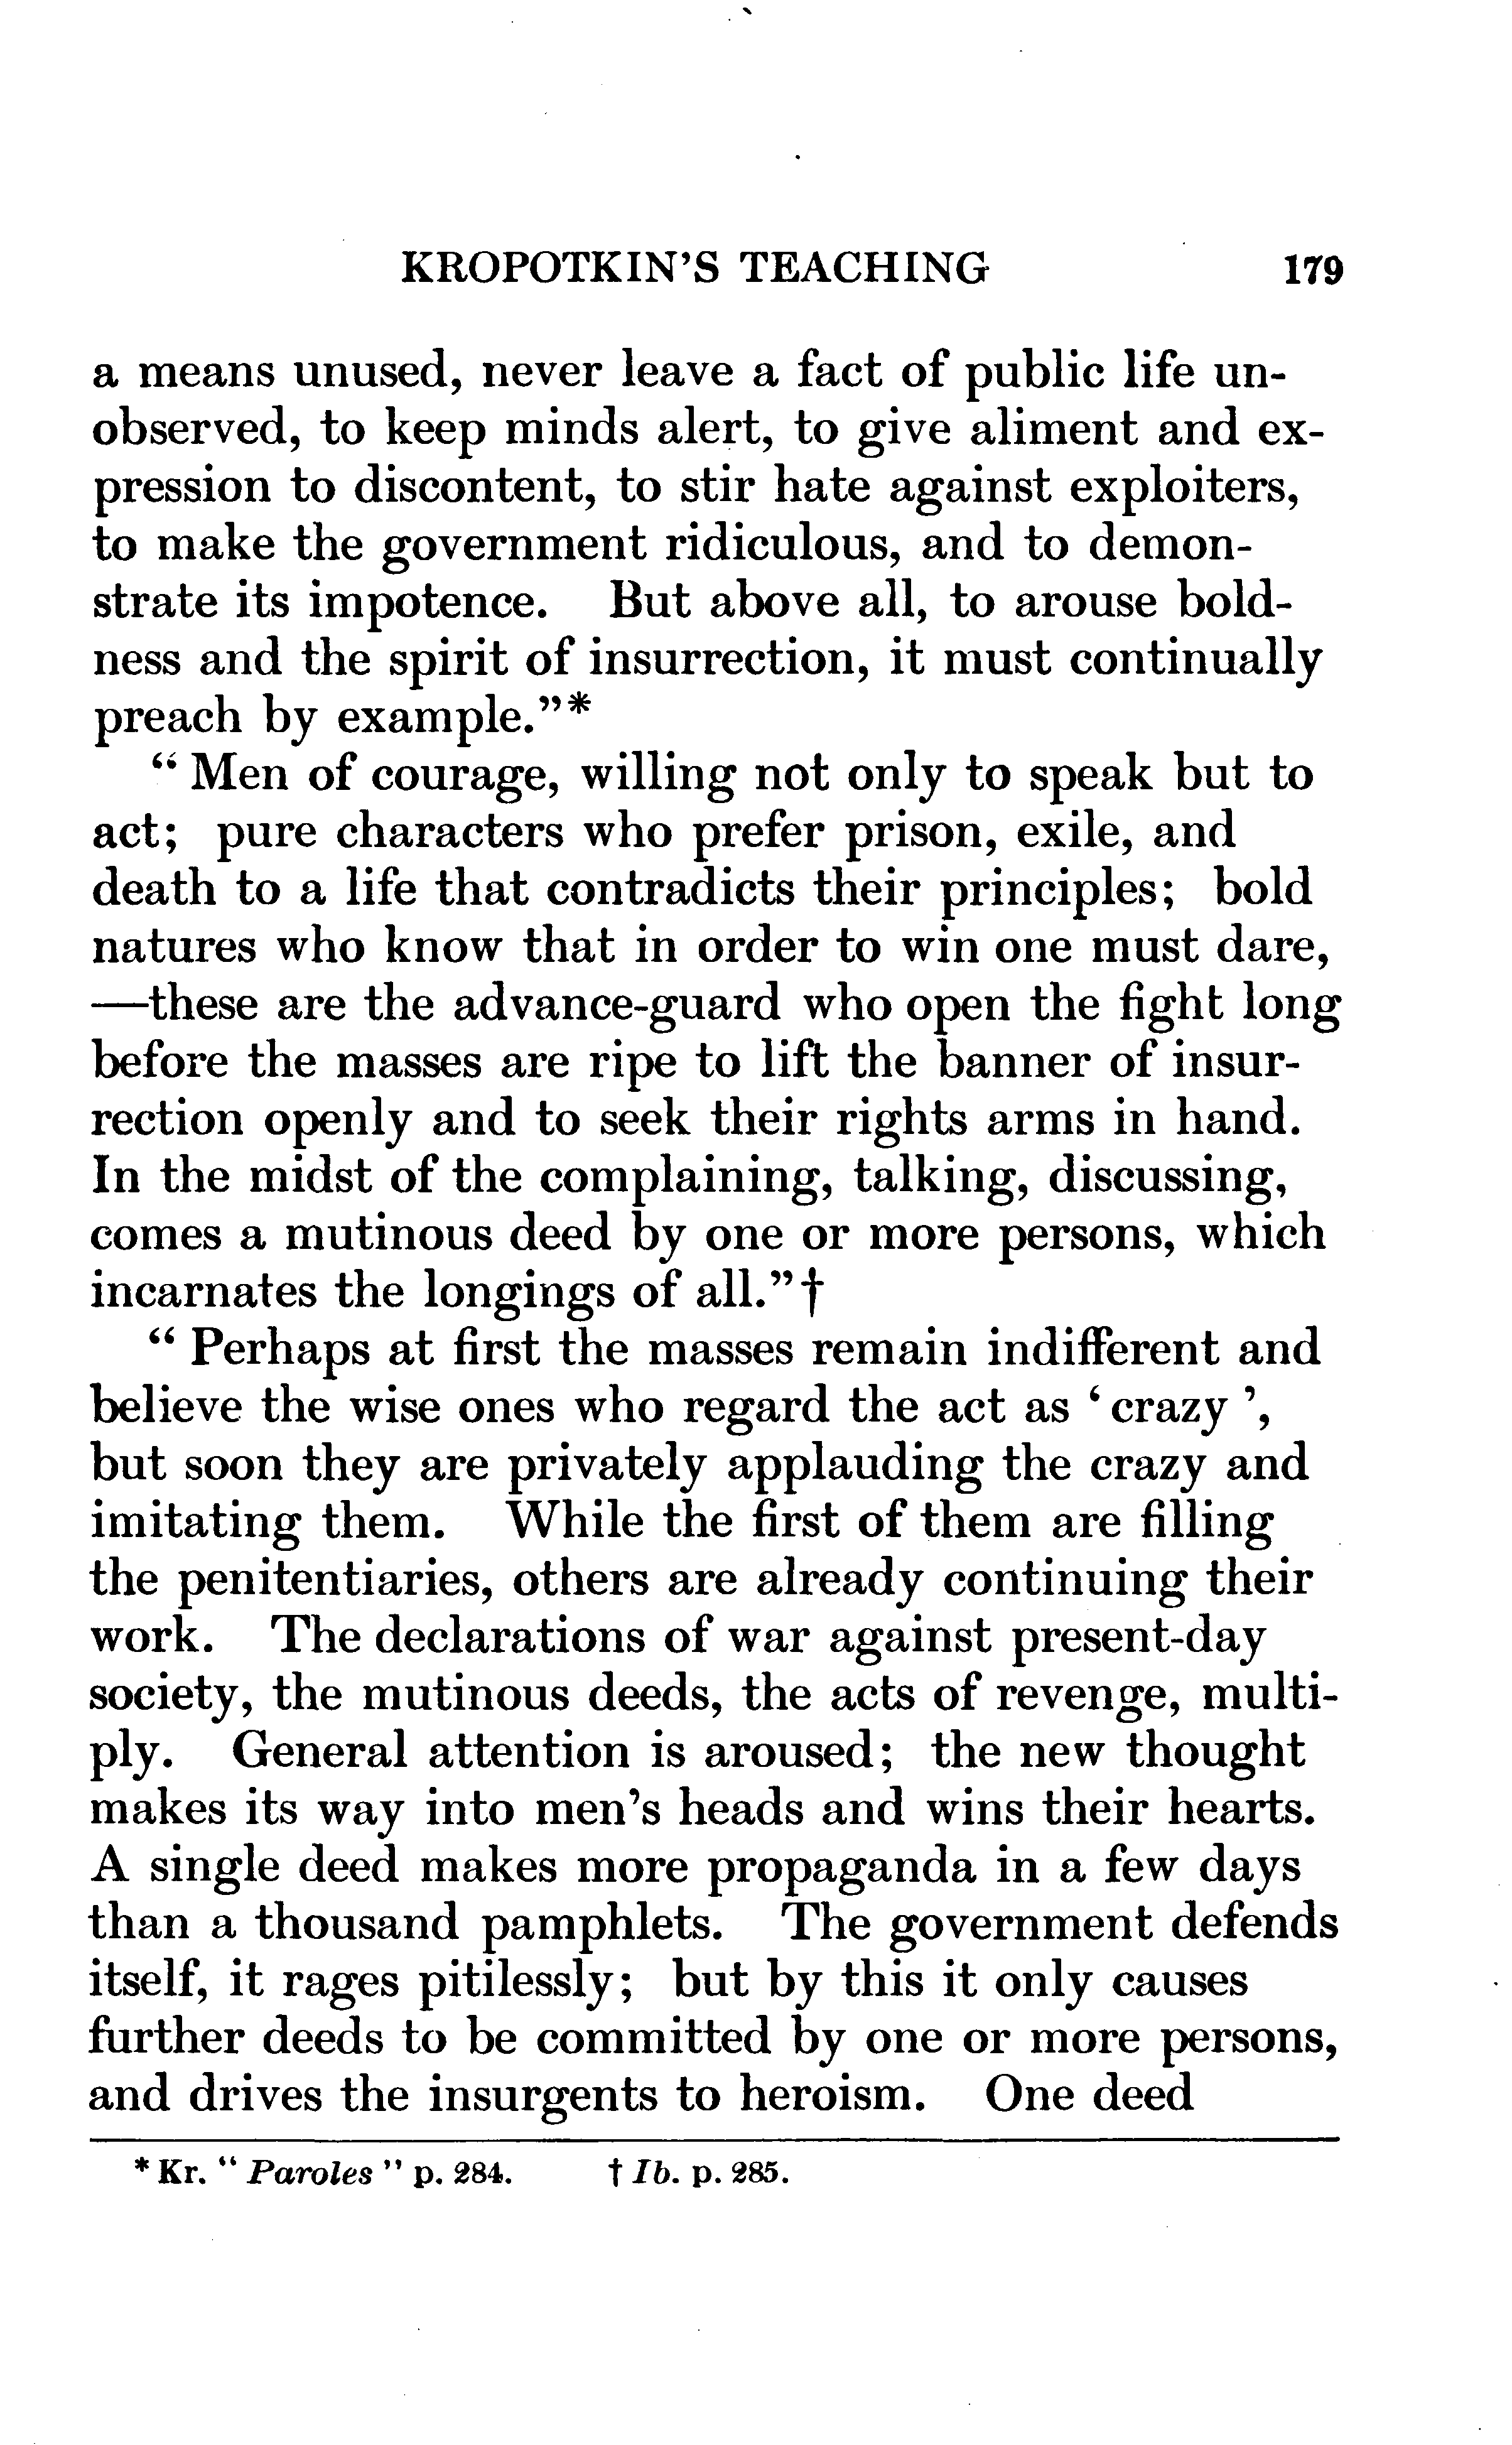 KROPOTKIN'S TEACHING 179
a means unused, never leave a fact of public life un-
observed, to keep minds alert, to give aliment and ex-
pression to discontent, to stir hate against exploiters,
to make the government ridiculous, and to demon-
strate its impotence. But above all, to arouse bold-
ness and the spirit of insurrection, it must continually
preach by example."*
" Men of courage, willing not only to speak but to
act; pure characters who prefer prison, exile, and
death to a life that contradicts their principles; bold
natures who know that in order to win one must dare,
—these are the advance-guard who open the fight long
before the masses are ripe to lift the banner of insur-
rection openly and to seek their rights arms in hand.
In the midst of the complaining, talking, discussing,
comes a mutinous deed by one or more persons, which
incarnates the longings of all."†
" Perhaps at first the masses remain indifferent and
believe the wise ones who regard the act as ' crazy ',
but soon they are privately applauding the crazy and
imitating them. While the first of them are filling
the penitentiaries, others are already continuing their
work. The declarations of war against present-day
society, the mutinous deeds, the acts of revenge, multi-
ply. General attention is aroused; the new thought
makes its way into men's heads and wins their hearts.
A single deed makes more propaganda in a few days
than a thousand pamphlets. The government defends
itself, it rages pitilessly; but by this it only causes
further deeds to be committed by one or more persons,
and drives the insurgents to heroism. One deed
* Kr. " Paroles " p. 284. † Ib. p. 285.